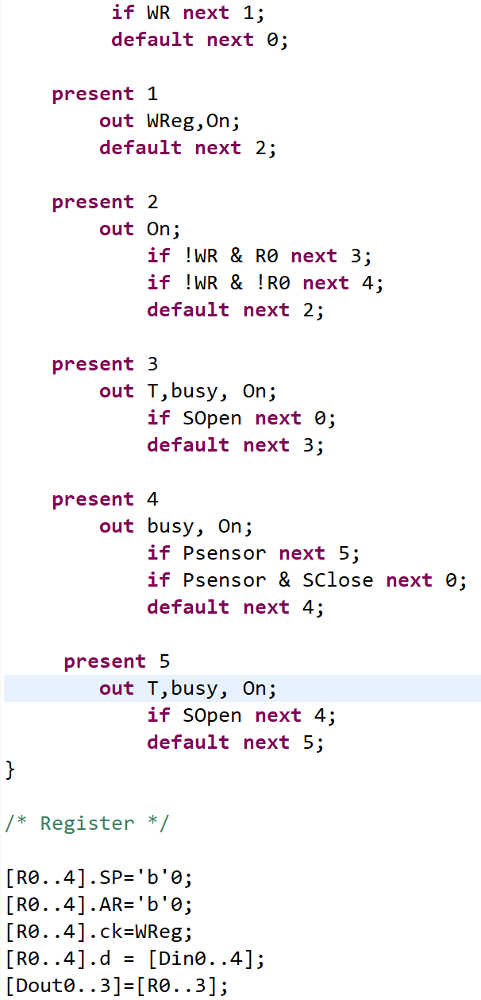 if WR next 1;
default next 0;
present 1
out WReg,On;
default next 2;
present 2
out On;
if !WR & R0 next 3;
if !WR & !R0 next 4;
default next 2;
present 3
out T,busy, On;
if SOpen next 0;
default next 3;
present 4
out busy, On;
if Psensor next 5;
if Psensor & SClose next 0;
default next 4;
present 5
out T,busy, On;
if SOpen next 4;
default next 5;
}
/* Register */
[R0..4].SP='b'0;
[R0..4].AR='b'0;
[R0..4].ck=WReg;
[R0..4].d = [Din0..4];
[Dout0..3]=[R0..3];